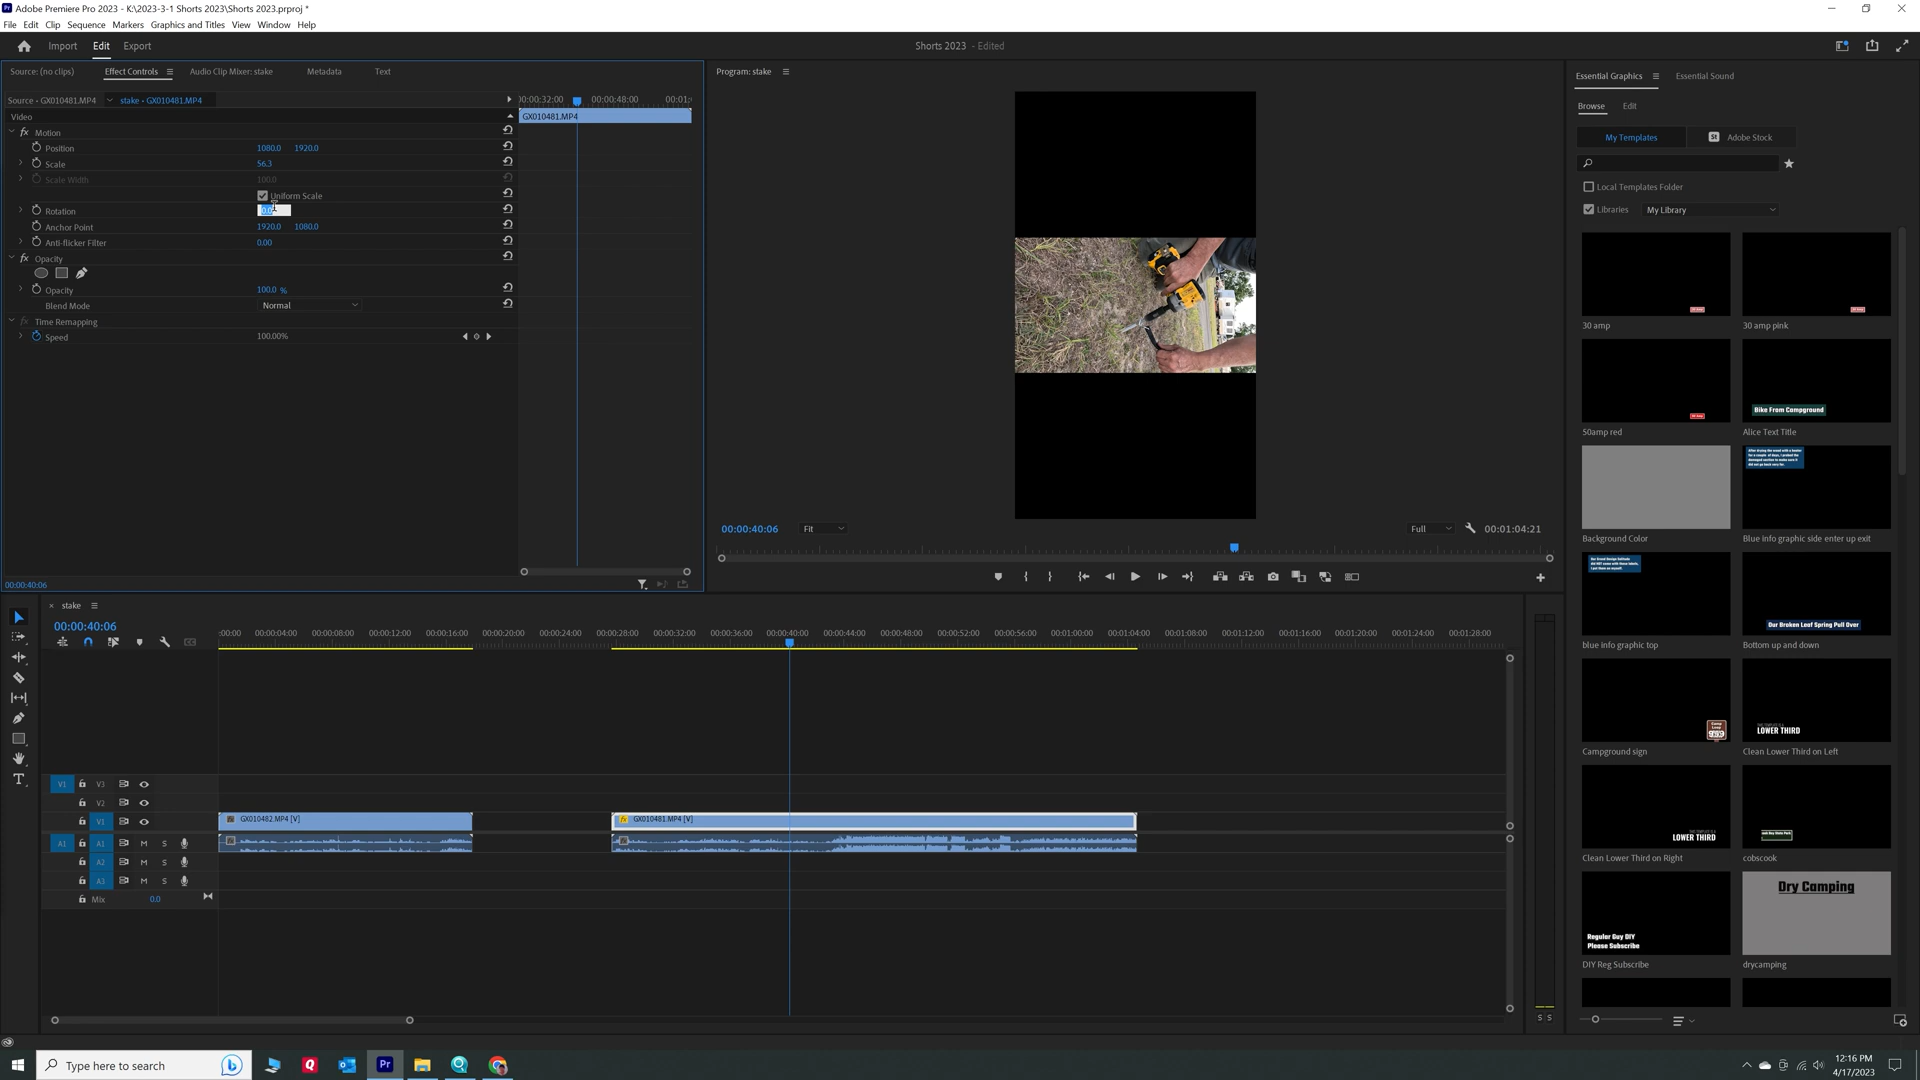 Adobe Premiere Pro 2023 - K:\2023-3-1 Shorts 2023\Shorts 2023.prproj *
File Edit Clip Sequence Markers Graphics and Titles View Window Help
Import Edit Export
Shorts 2023 - Edited
Source: (no clips) Effect Controls Audio Clip Mixer: stake Metadata Text
Source • GX010481.MP4 stake • GX010481.MP4
00:00:32:00 00:00:48:00
Video
GX010481.MP4
fx Motion
Position 1080.0 1920.0
Scale 56.3
Scale Width 100.0
Uniform Scale
Rotation
Anchor Point 1920.0 1080.0
Anti-flicker Filter 0.00
fx Opacity
Opacity 100.0 %
Blend Mode Normal
fx Time Remapping
Speed 100.00%
00:00:40:06
Program: stake
00:00:40:06 Fit Full 00:01:04:21
Essential Graphics Essential Sound
Browse Edit
My Templates St Adobe Stock
Local Templates Folder
Libraries My Library
30 amp 30 amp pink
Bike From Campground
50amp red Alice Text Title
Background Color Blue info graphic side enter up exit
Our Broken Leaf Spring Pull Over
blue info graphic top Bottom up and down
LOWER THIRD
Campground sign Clean Lower Third on Left
LOWER THIRD
Clean Lower Third on Right cobscook
Dry Camping
Regular Guy DIY
Please Subscribe
DIY Reg Subscribe drycamping
stake
00:00:40:06
:00:00 00:00:04:00 00:00:08:00 00:00:12:00 00:00:16:00 00:00:20:00 00:00:24:00 00:00:28:00 00:00:32:00 00:00:36:00 00:00:40:00 00:00:44:00 00:00:48:00 00:00:52:00 00:00:56:00 00:01:00:00 00:01:04:00 00:01:08:00 00:01:12:00 00:01:16:00 00:01:20:00 00:01:24:00 00:01:28:00
V1 V3
V2
V1 GX010482.MP4 [V] fx GX010481.MP4 [V]
A1 A1 M S
A2 M S
A3 M S
Mix 0.0
S S
Type here to search
Pr
12:16 PM
4/17/2023